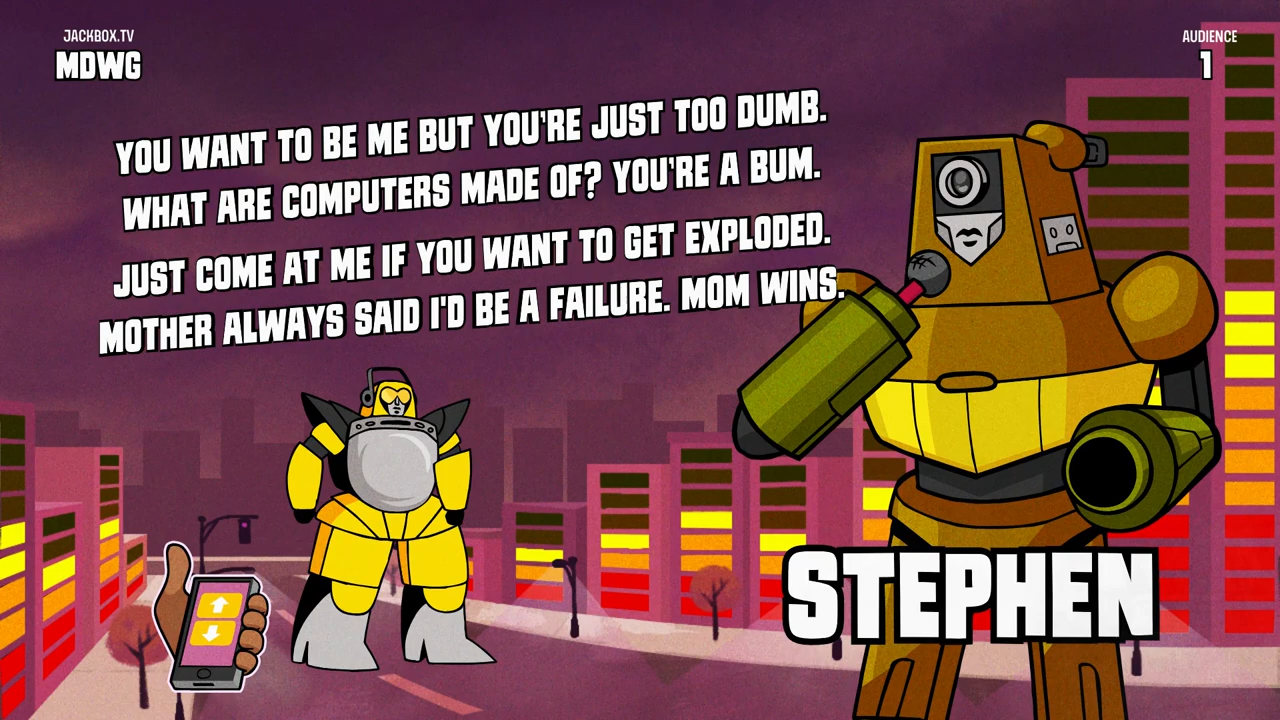 JACKBOX.TV
MDWG
AUDIENCE
1
YOU WANT TO BE ME BUT YOU'RE JUST TOO DUMB.
WHAT ARE COMPUTERS MADE OF? YOU'RE A BUM.
JUST COME AT ME IF YOU WANT TO GET EXPLODED.
MOTHER ALWAYS SAID I'D BE A FAILURE. MOM WINS.
STEPHEN